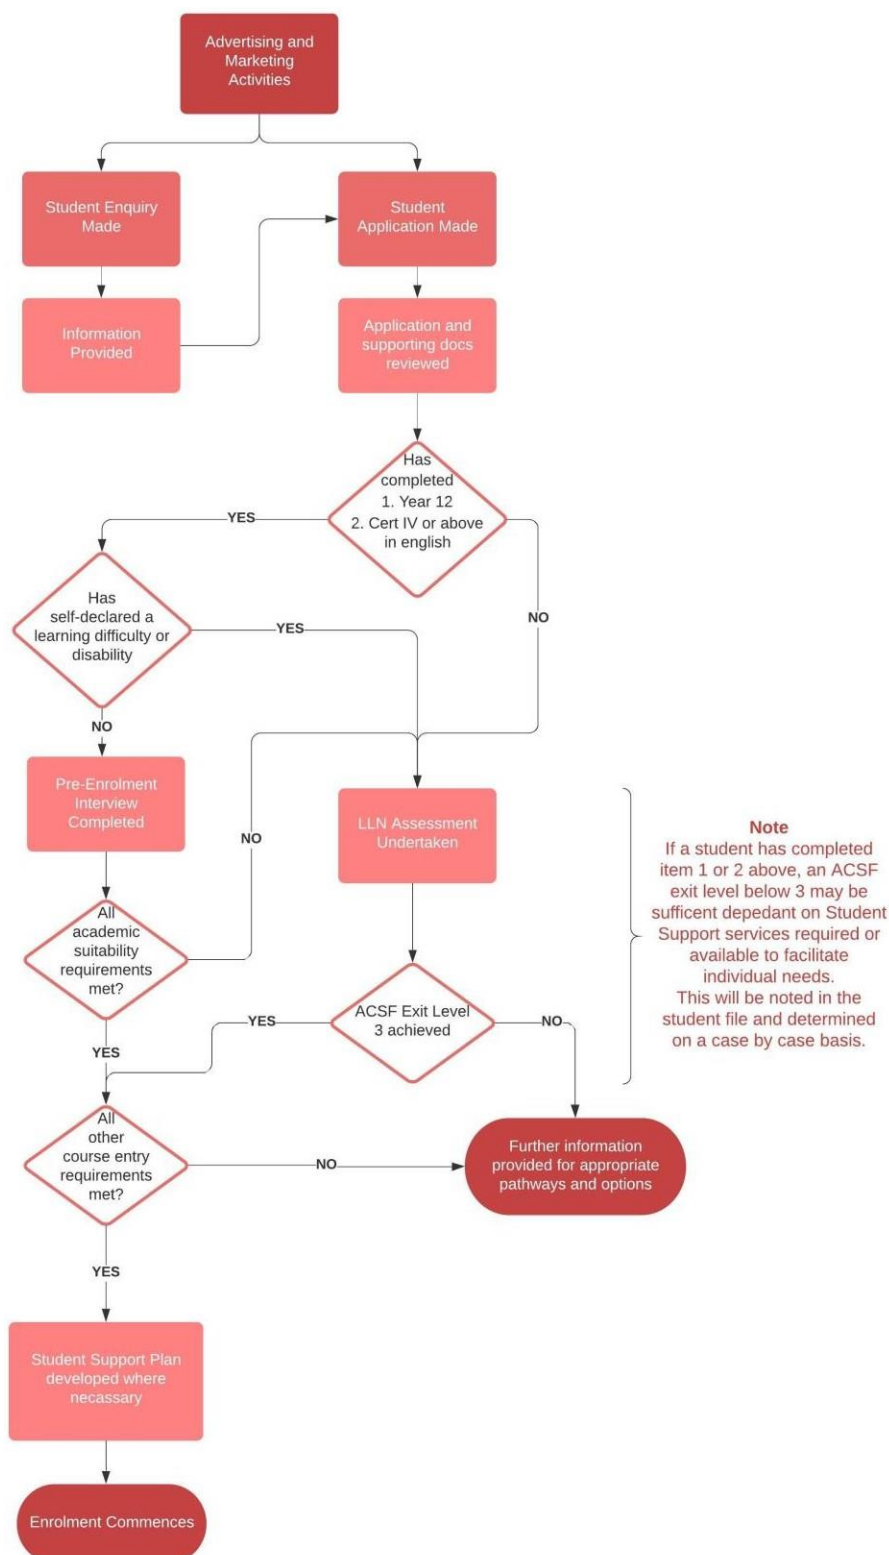 Advertising and
Marketing
Activities
Student Enquiry
Made
Student
Application Made
Information
Provided
Application and
supporting docs
reviewed
Has
completed
1. Year 12
2. Cert IV or above
in english
YES
NO
Has
self-declared a
learning difficulty or
disability
YES
NO
Pre-Enrolment
Interview
Completed
LLN Assessment
Undertaken
NO
Note
If a student has completed
item 1 or 2 above, an ACSF
exit level below 3 may be
sufficent depedant on Student
Support services required or
available to facilitate
individual needs.
This will be noted in the
student file and determined
on a case by case basis.
All
academic
suitability
requirements
met?
ACSF Exit Level
3 achieved
YES
NO
YES
All
other
course entry
requirements
met?
NO
Further information
provided for appropriate
pathways and options
YES
Student Support Plan
developed where
necassary
Enrolment Commences